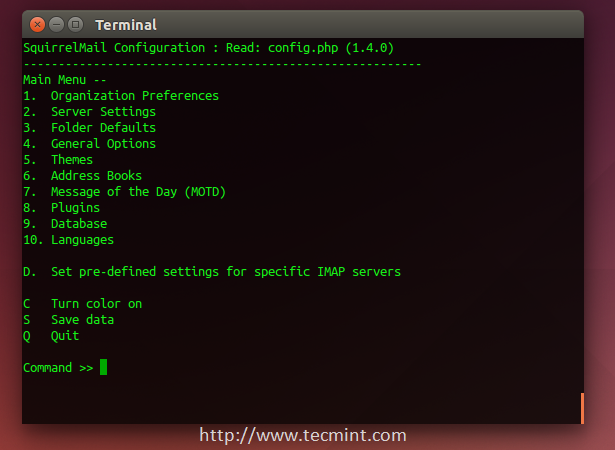 Terminal
SquirrelMail Configuration : Read: config.php (1.4.0)
---------------------------------------------------------
Main Menu --
1.  Organization Preferences
2.  Server Settings
3.  Folder Defaults
4.  General Options
5.  Themes
6.  Address Books
7.  Message of the Day (MOTD)
8.  Plugins
9.  Database
10. Languages
D.  Set pre-defined settings for specific IMAP servers
C   Turn color on
S   Save data
Q   Quit
Command >>
http://www.tecmint.com